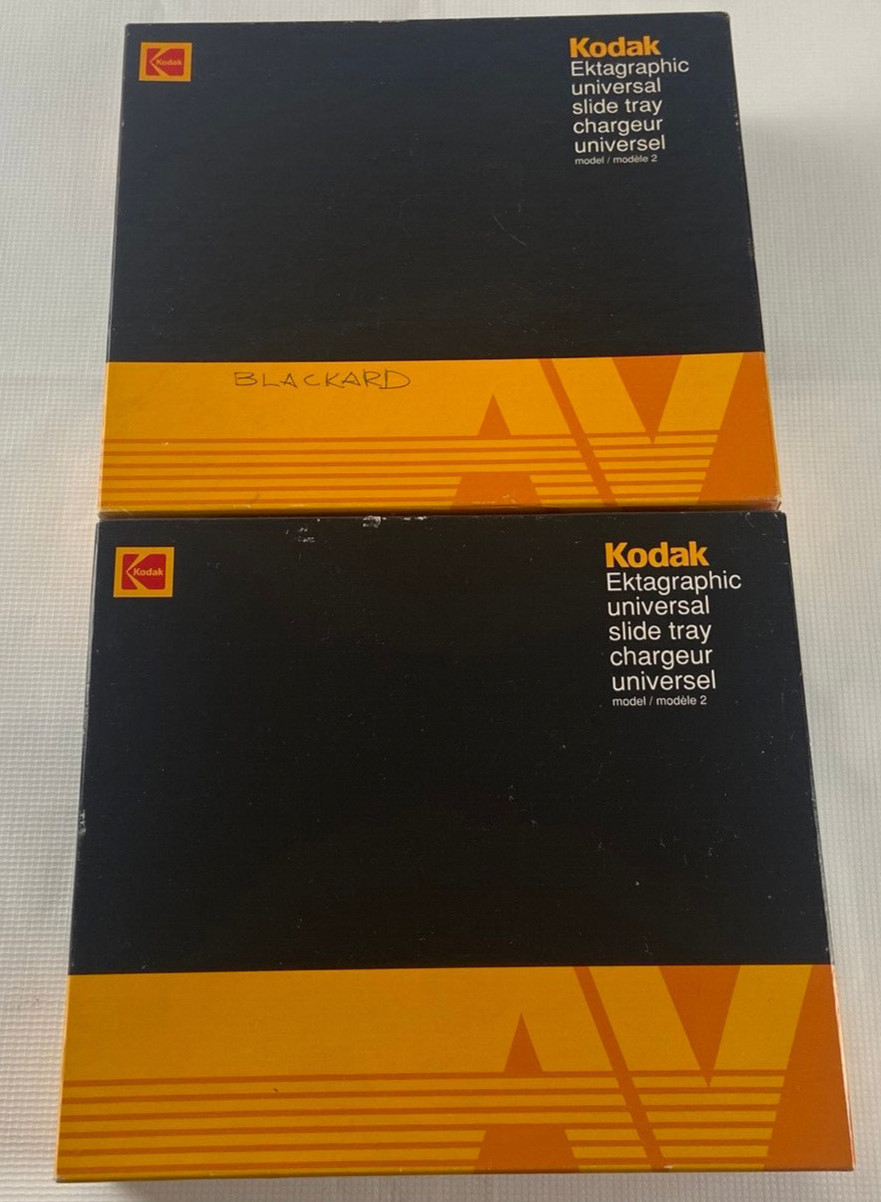 Kodak
Kodak
Ektagraphic
universal
slide tray
chargeur
universel
model / modèle 2
BLACKARD
AV
Kodak
Kodak
Ektagraphic
universal
slide tray
chargeur
universel
model / modèle 2
AV